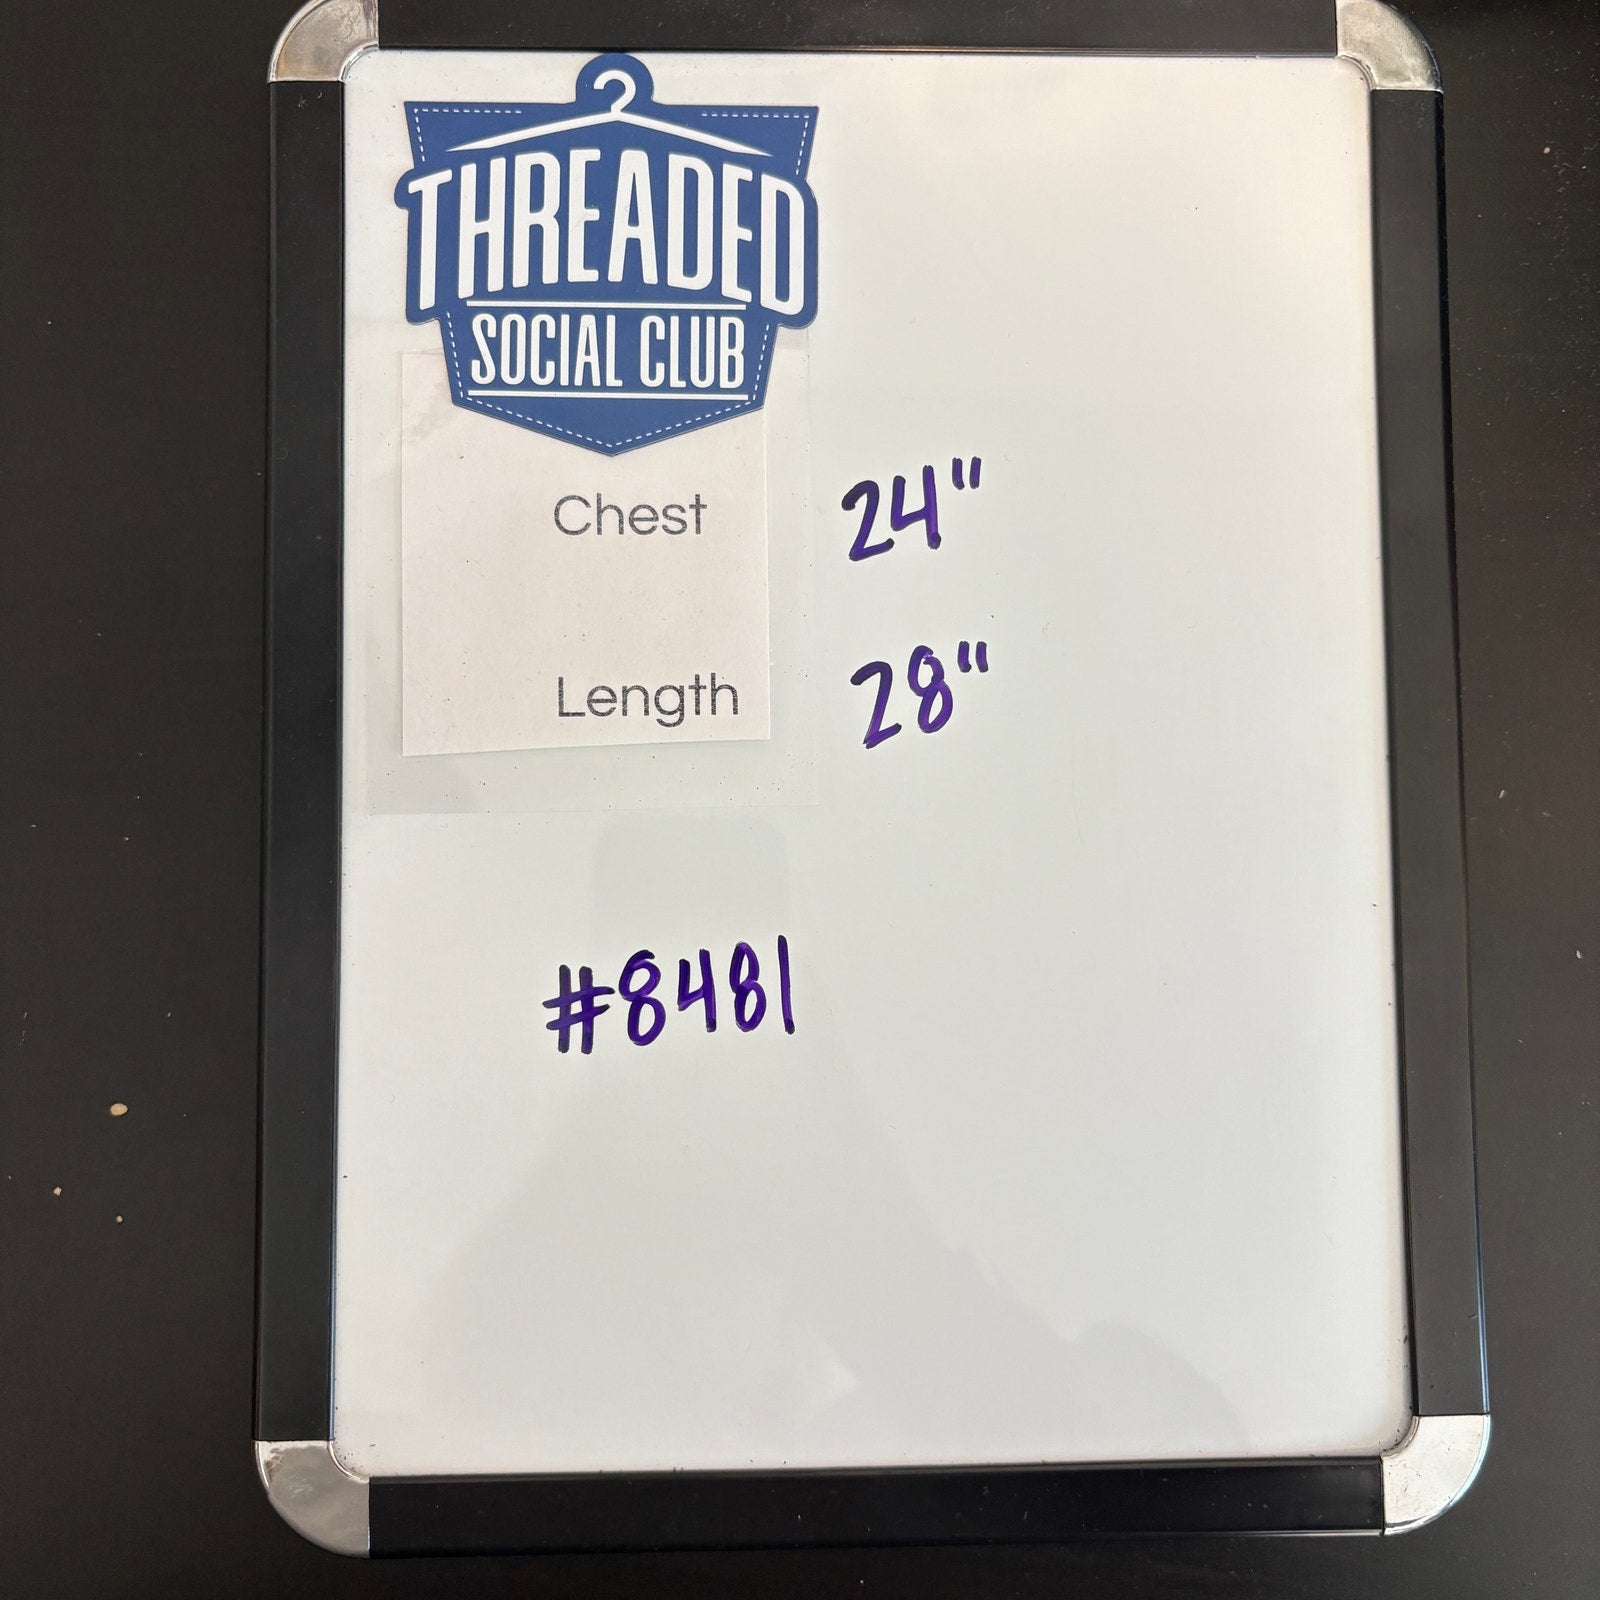 THREADED
SOCIAL CLUB
Chest 24"
Length 28"
#8481